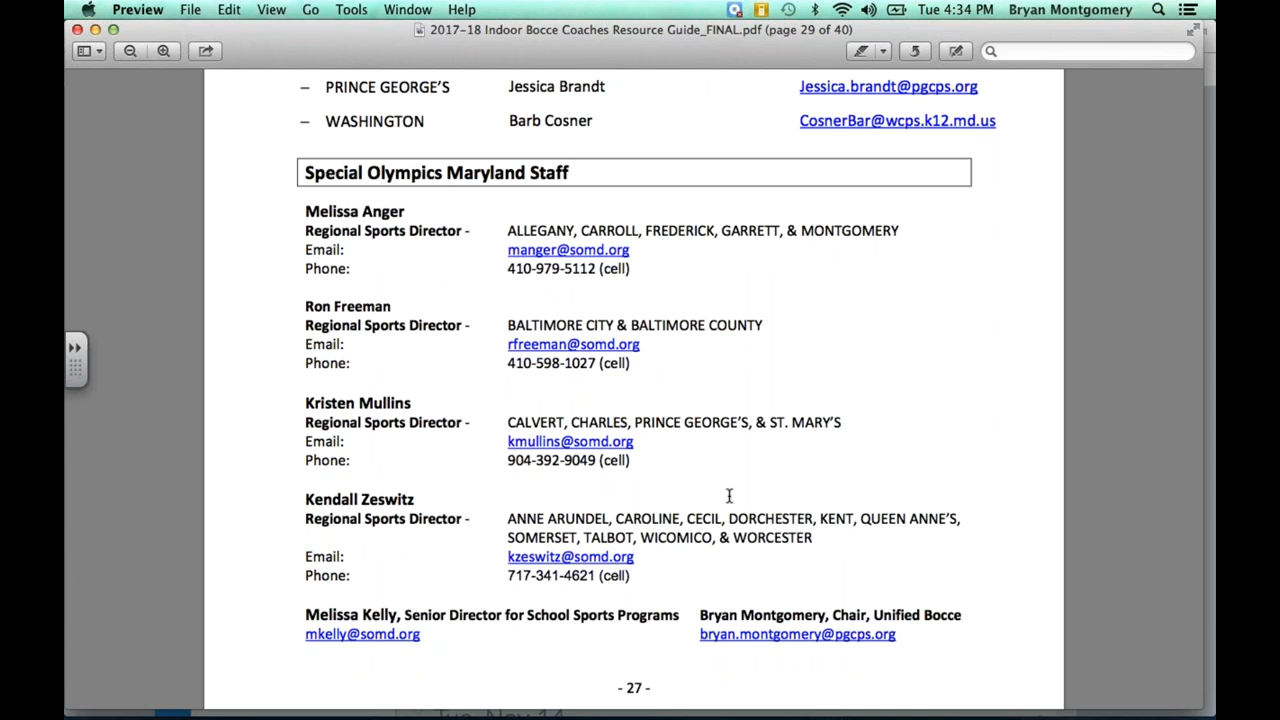 Preview File Edit View Go Tools Window Help Tue 4:34 PM Bryan Montgomery
2017-18 Indoor Bocce Coaches Resource Guide_FINAL.pdf (page 29 of 40)
– PRINCE GEORGE'S Jessica Brandt Jessica.brandt@pgcps.org
– WASHINGTON Barb Cosner CosnerBar@wcps.k12.md.us
Special Olympics Maryland Staff
Melissa Anger
Regional Sports Director - ALLEGANY, CARROLL, FREDERICK, GARRETT, & MONTGOMERY
Email: manger@somd.org
Phone: 410-979-5112 (cell)
Ron Freeman
Regional Sports Director - BALTIMORE CITY & BALTIMORE COUNTY
Email: rfreeman@somd.org
Phone: 410-598-1027 (cell)
Kristen Mullins
Regional Sports Director - CALVERT, CHARLES, PRINCE GEORGE'S, & ST. MARY'S
Email: kmullins@somd.org
Phone: 904-392-9049 (cell)
Kendall Zeswitz
Regional Sports Director - ANNE ARUNDEL, CAROLINE, CECIL, DORCHESTER, KENT, QUEEN ANNE'S,
SOMERSET, TALBOT, WICOMICO, & WORCESTER
Email: kzeswitz@somd.org
Phone: 717-341-4621 (cell)
Melissa Kelly, Senior Director for School Sports Programs Bryan Montgomery, Chair, Unified Bocce
mkelly@somd.org bryan.montgomery@pgcps.org
- 27 -
Tue, Nov 14